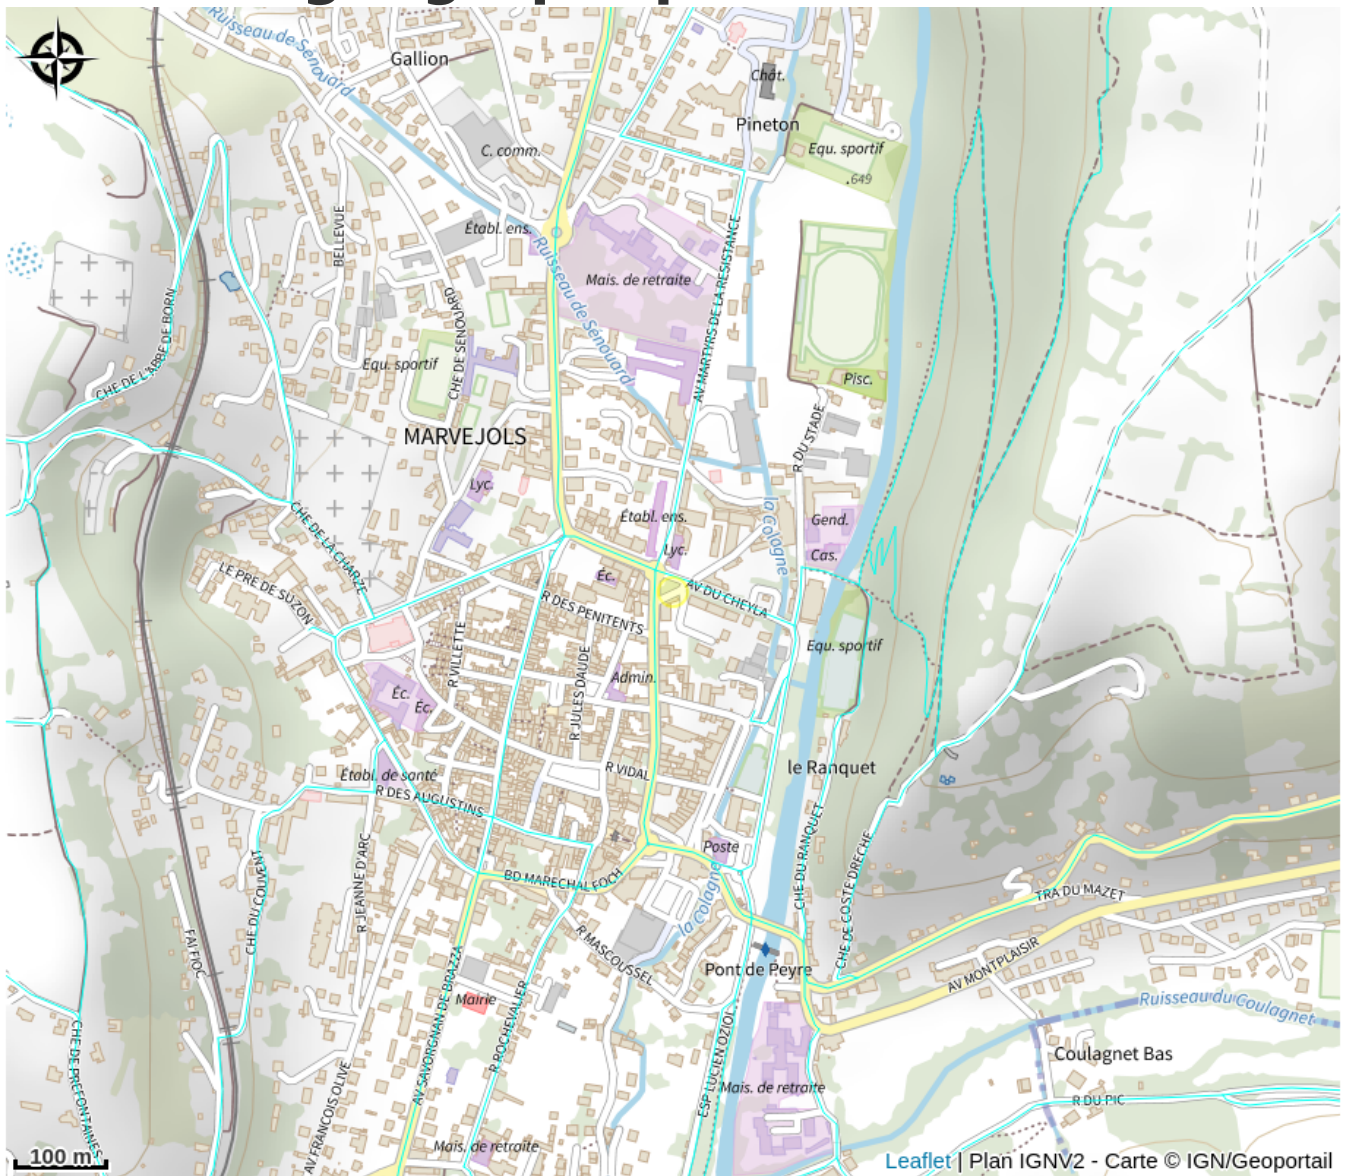 Ruisseau de Sénouard
Gallion
Chât.
Pineton
C. comm.
Equ. sportif
.649
BELLEVUE
Établ. ens.
Ruisseau de Sénouard
Mais. de retraite
AV MARTYRS DE LA RESISTANCE
CHE DE L'ABBE DE BORN
CHE DE SENOUARD
Equ. sportif
Pisc.
MARVEJOLS
R DU STADE
Lyc.
CHE DE LA CHARZE
Établ. ens.
la Colagne
Gend.
Lyc.
Cas.
LE PRE DE SUZON
Éc.
R DES PENITENTS
AV DU CHEYLA
R VILLETTE
R JULES DAUDE
Equ. sportif
Admin.
Éc.
Éc.
Établ. de santé
R VIDAL
le Ranquet
R DES AUGUSTINS
CHE DU COUVENT
R JEANNE D'ARC
Poste
CHE DU RANQUET
CHE DE COSTE DRECHE
BD MARECHAL FOCH
la Colagne
TRA DU MAZET
FAI FIOC
R MASCOUSSEL
AV MONTPLAISIR
Pont de Peyre
AV SAVORGNAN DE BRAZZA
Mairie
R ROCHEVALIER
Ruisseau du Coulagnet
CHE DE PREFONTAINES
AV FRANCOIS OLIVE
ESP LUCIEN OZIOL
Coulagnet Bas
Mais. de retraite
R DU PIC
Mais. de retraite
100 m
Leaflet | Plan IGNV2 - Carte © IGN/Geoportail